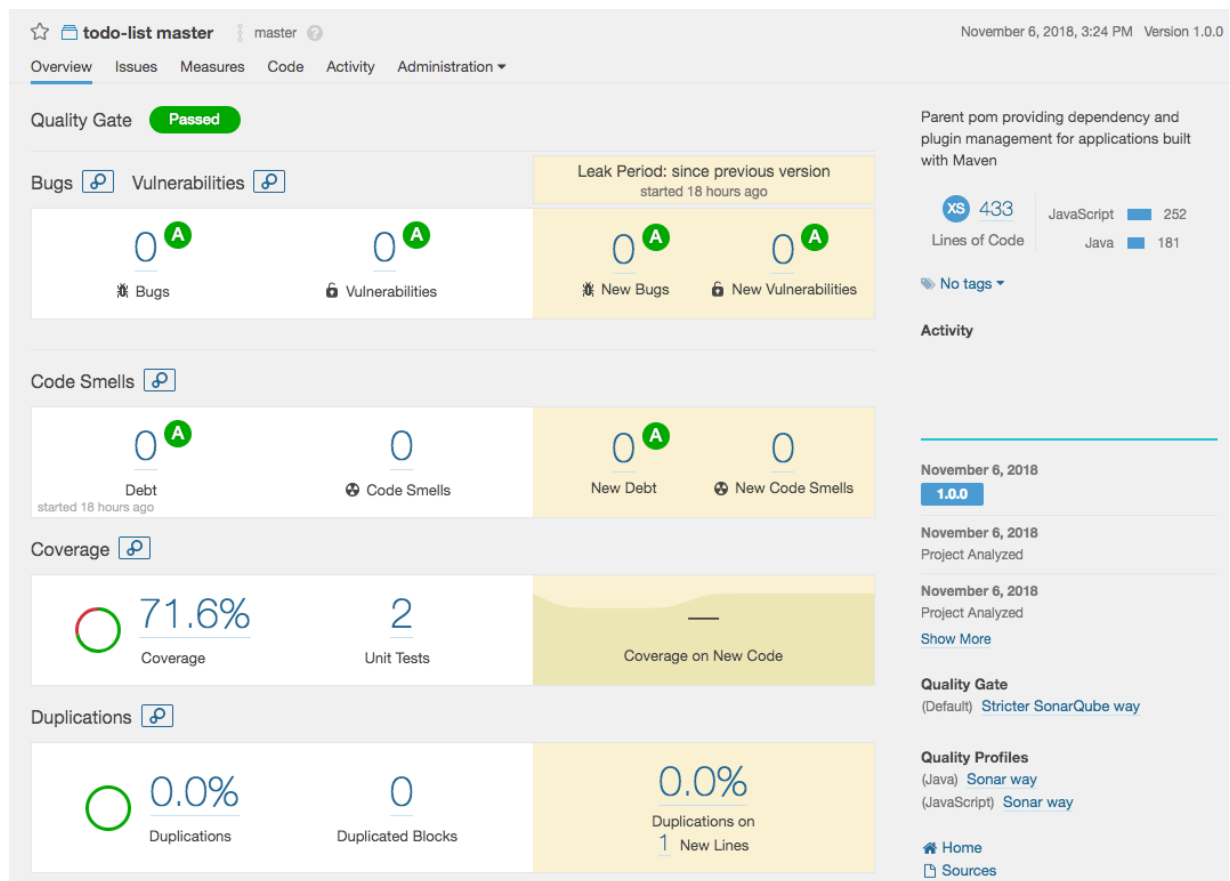 todo-list master master ? November 6, 2018, 3:24 PM Version 1.0.0
Overview Issues Measures Code Activity Administration
Quality Gate Passed
Bugs Vulnerabilities
Leak Period: since previous version
started 18 hours ago
0 A 0 A 0 A 0 A
Bugs Vulnerabilities New Bugs New Vulnerabilities
Code Smells
0 A 0 0 A 0
Debt Code Smells New Debt New Code Smells
started 18 hours ago
Coverage
71.6% 2 —
Coverage Unit Tests Coverage on New Code
Duplications
0.0% 0 0.0%
Duplications Duplicated Blocks Duplications on
1 New Lines
Parent pom providing dependency and
plugin management for applications built
with Maven
XS 433 JavaScript 252
Lines of Code Java 181
No tags
Activity
November 6, 2018
1.0.0
November 6, 2018
Project Analyzed
November 6, 2018
Project Analyzed
Show More
Quality Gate
(Default) Stricter SonarQube way
Quality Profiles
(Java) Sonar way
(JavaScript) Sonar way
Home
Sources